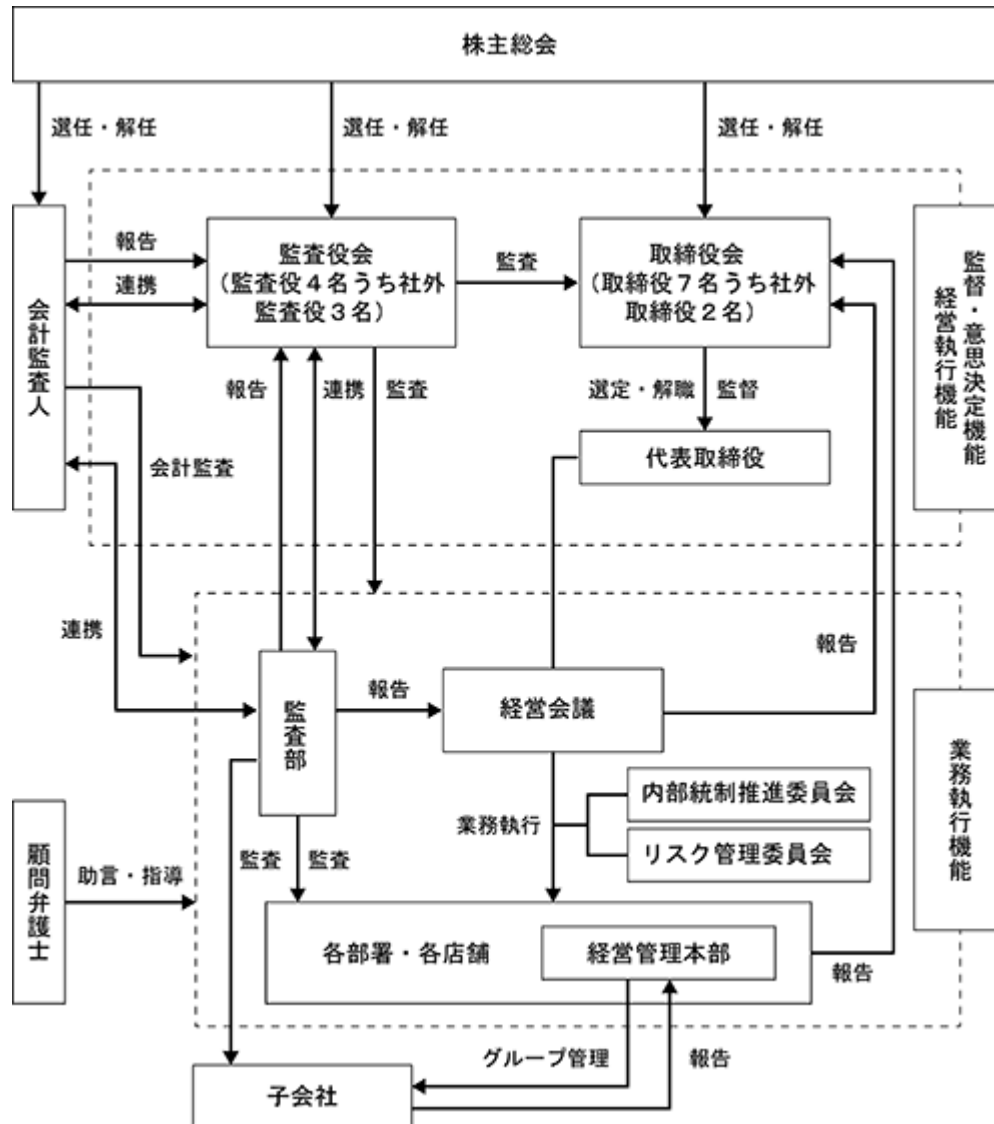 株主総会
選任・解任
選任・解任
選任・解任
会計監査人
報告
連携
監査役会
（監査役４名うち社外
監査役３名）
監査
取締役会
（取締役７名うち社外
取締役２名）
監督・意思決定機能
経営執行機能
報告
連携
監査
選定・解職
監督
代表取締役
会計監査
連携
報告
監査部
報告
経営会議
業務執行機能
内部統制推進委員会
業務執行
リスク管理委員会
顧問弁護士
助言・指導
監査
監査
各部署・各店舗
経営管理本部
報告
グループ管理
報告
子会社